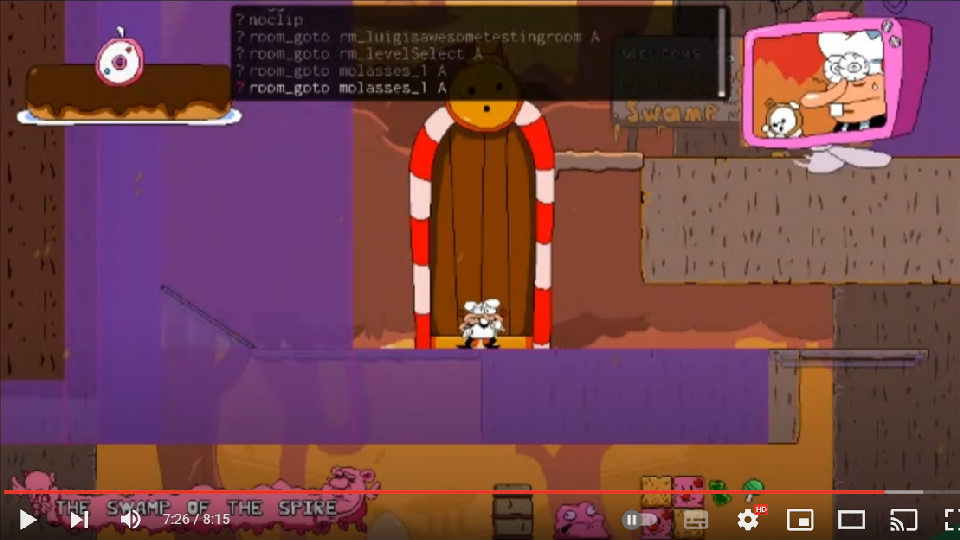 ? noclip
? room_goto rm_luigisawesometestingroom A
? room_goto rm_levelSelect A
? room_goto molasses_1 A
? room_goto molasses_1 A
WELCOME
Swamp
THE SWAMP OF THE SPIRE
7:26 / 8:15
HD